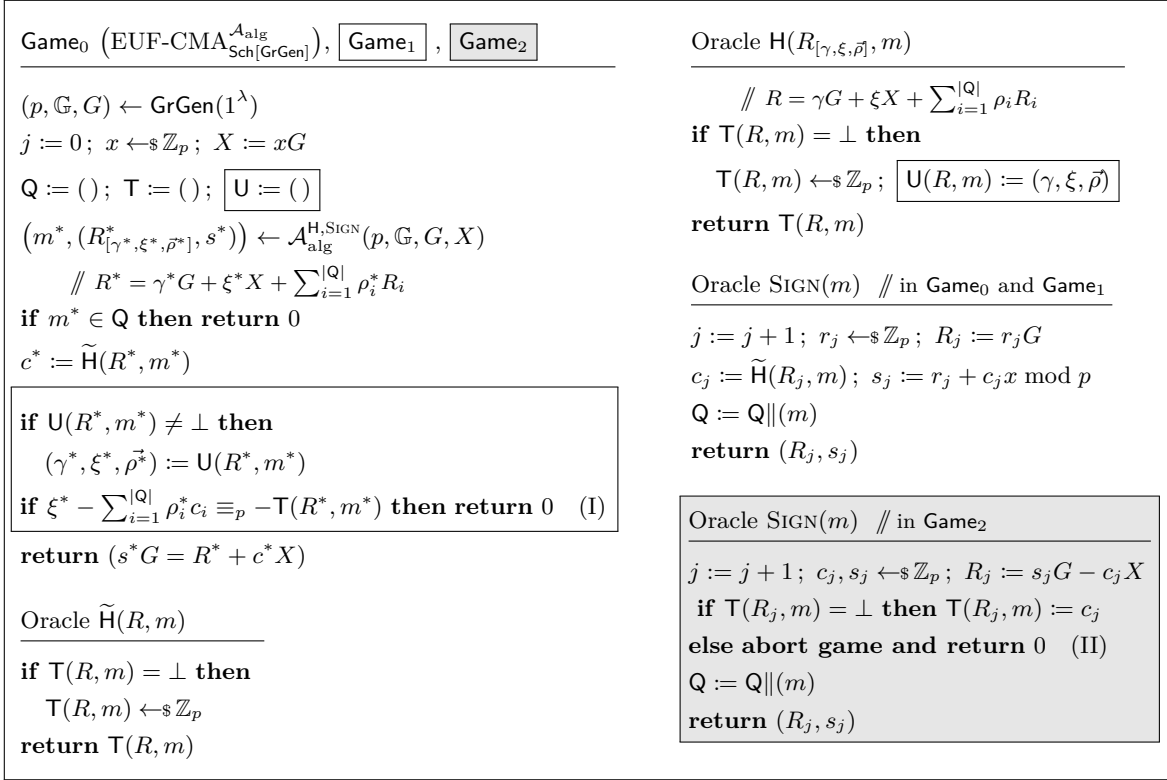 Game₀ (EUF-CMA^{𝒜_alg}_{Sch[GrGen]}), Game₁ , Game₂
(p, 𝔾, G) ← GrGen(1^λ)
j := 0 ; x ←$ ℤ_p ; X := xG
Q := ( ) ; T := ( ) ; U := ( )
(m*, (R*_{[γ*,ξ*,ρ⃗*]}, s*)) ← 𝒜_alg^{H,SIGN}(p, 𝔾, G, X)
// R* = γ*G + ξ*X + ∑_{i=1}^{|Q|} ρ*_i R_i
if m* ∈ Q then return 0
c* := H̃(R*, m*)
if U(R*, m*) ≠ ⊥ then
(γ*, ξ*, ρ⃗*) := U(R*, m*)
if ξ* − ∑_{i=1}^{|Q|} ρ*_i c_i ≡_p −T(R*, m*) then return 0 (I)
return (s*G = R* + c*X)
Oracle H̃(R, m)
if T(R, m) = ⊥ then
T(R, m) ←$ ℤ_p
return T(R, m)
Oracle H(R_{[γ,ξ,ρ⃗]}, m)
// R = γG + ξX + ∑_{i=1}^{|Q|} ρ_i R_i
if T(R, m) = ⊥ then
T(R, m) ←$ ℤ_p ; U(R, m) := (γ, ξ, ρ⃗)
return T(R, m)
Oracle SIGN(m) // in Game₀ and Game₁
j := j + 1 ; r_j ←$ ℤ_p ; R_j := r_jG
c_j := H̃(R_j, m) ; s_j := r_j + c_jx mod p
Q := Q∥(m)
return (R_j, s_j)
Oracle SIGN(m) // in Game₂
j := j + 1 ; c_j, s_j ←$ ℤ_p ; R_j := s_jG − c_jX
if T(R_j, m) = ⊥ then T(R_j, m) := c_j
else abort game and return 0 (II)
Q := Q∥(m)
return (R_j, s_j)